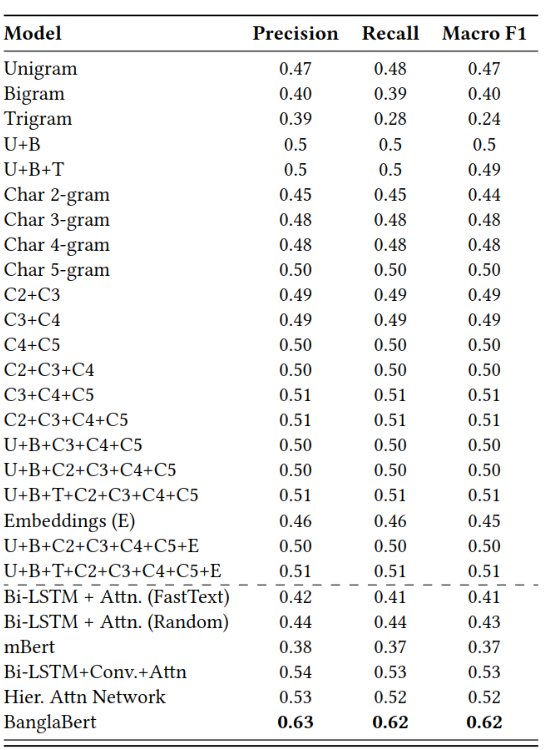 Model Precision Recall Macro F1
Unigram 0.47 0.48 0.47
Bigram 0.40 0.39 0.40
Trigram 0.39 0.28 0.24
U+B 0.5 0.5 0.5
U+B+T 0.5 0.5 0.49
Char 2-gram 0.45 0.45 0.44
Char 3-gram 0.48 0.48 0.48
Char 4-gram 0.48 0.48 0.48
Char 5-gram 0.50 0.50 0.50
C2+C3 0.49 0.49 0.49
C3+C4 0.49 0.49 0.49
C4+C5 0.50 0.50 0.50
C2+C3+C4 0.50 0.50 0.50
C3+C4+C5 0.51 0.51 0.51
C2+C3+C4+C5 0.51 0.51 0.51
U+B+C3+C4+C5 0.50 0.50 0.50
U+B+C2+C3+C4+C5 0.50 0.50 0.50
U+B+T+C2+C3+C4+C5 0.51 0.51 0.51
Embeddings (E) 0.46 0.46 0.45
U+B+C2+C3+C4+C5+E 0.50 0.50 0.50
U+B+T+C2+C3+C4+C5+E 0.51 0.51 0.51
Bi-LSTM + Attn. (FastText) 0.42 0.41 0.41
Bi-LSTM + Attn. (Random) 0.44 0.44 0.43
mBert 0.38 0.37 0.37
Bi-LSTM+Conv.+Attn 0.54 0.53 0.53
Hier. Attn Network 0.53 0.52 0.52
BanglaBert 0.63 0.62 0.62